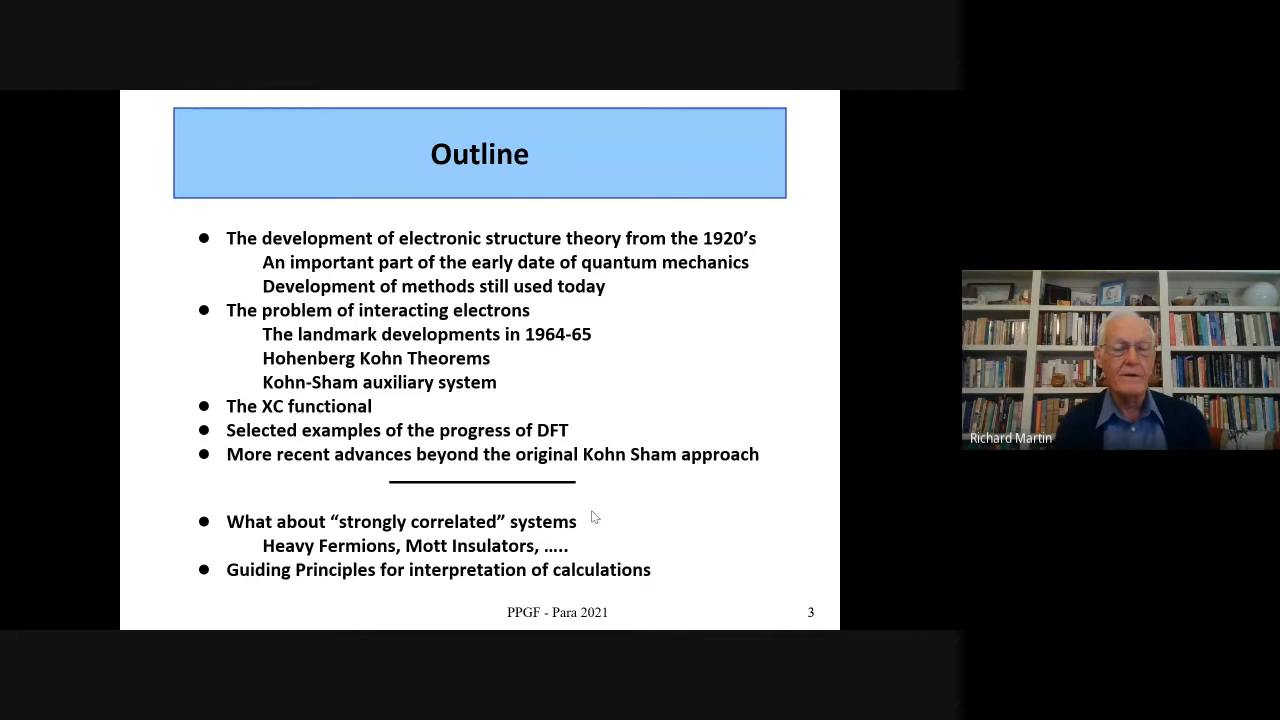 Outline
● The development of electronic structure theory from the 1920’s
An important part of the early date of quantum mechanics
Development of methods still used today
● The problem of interacting electrons
The landmark developments in 1964-65
Hohenberg Kohn Theorems
Kohn-Sham auxiliary system
● The XC functional
● Selected examples of the progress of DFT
● More recent advances beyond the original Kohn Sham approach
● What about “strongly correlated” systems
Heavy Fermions, Mott Insulators, …..
● Guiding Principles for interpretation of calculations
PPGF - Para 2021
3
Richard Martin